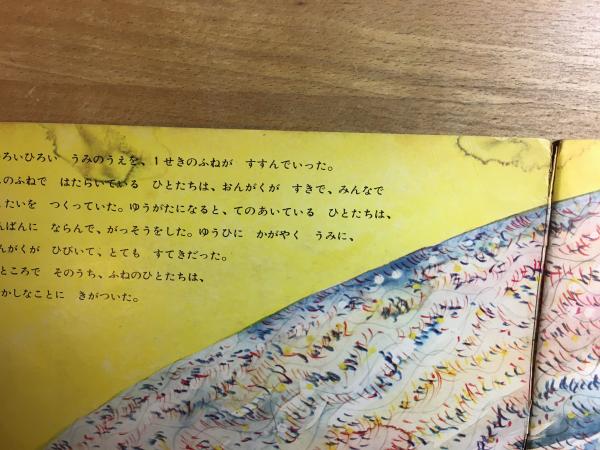 ろいひろい　うみのうえを、１せきのふねが　すすんでいった。
のふねで　はたらいている　ひとたちは、おんがくが　すきで、みんなで
たいを　つくっていた。ゆうがたになると、てのあいている　ひとたちは、
んぱんに　ならんで、がっそうをした。ゆうひに　かがやく　うみに、
んがくが　ひびいて、とても　すてきだった。
ところで　そのうち、ふねのひとたちは、
かしなことに　きがついた。